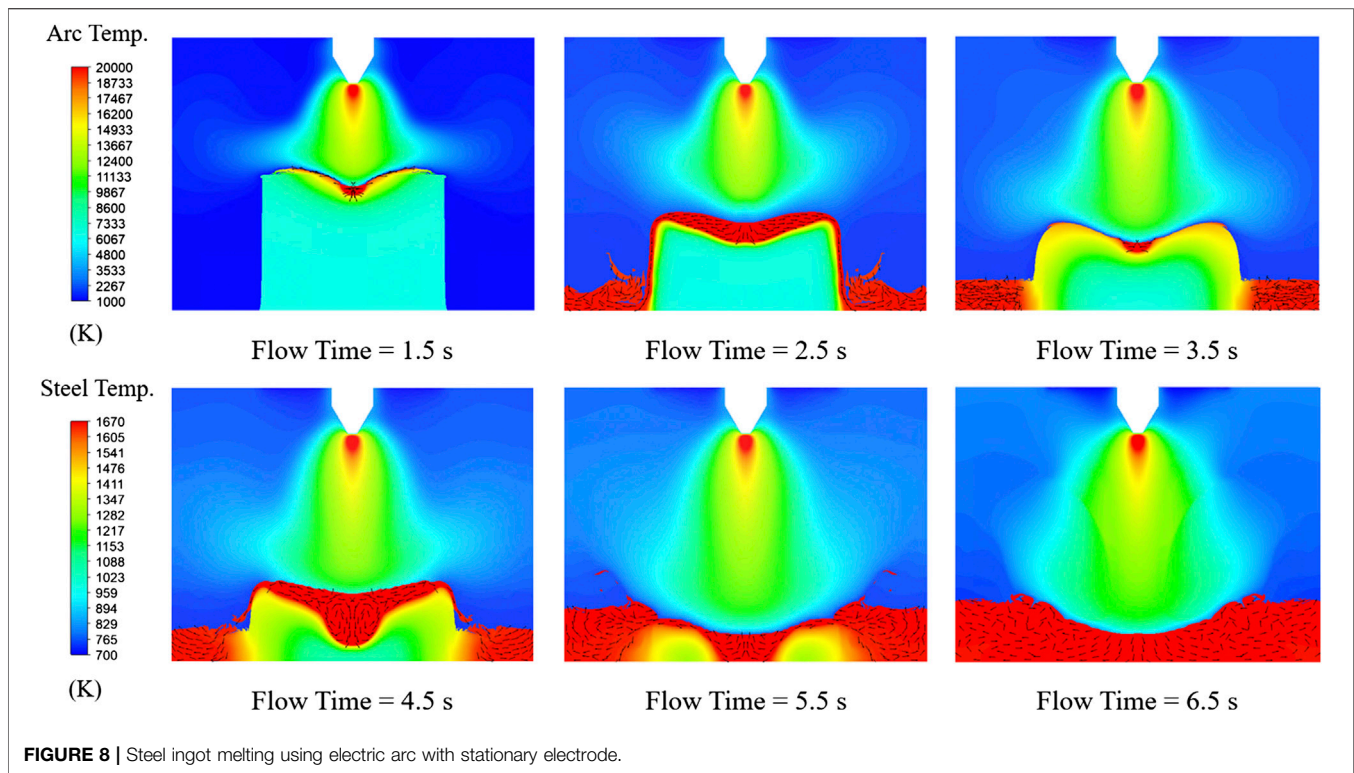 Arc Temp.
20000
18733
17467
16200
14933
13667
12400
11133
9867
8600
7333
6067
4800
3533
2267
1000
(K)
Flow Time = 1.5 s
Flow Time = 2.5 s
Flow Time = 3.5 s
Steel Temp.
1670
1605
1541
1476
1411
1347
1282
1217
1153
1088
1023
959
894
829
765
700
(K)
Flow Time = 4.5 s
Flow Time = 5.5 s
Flow Time = 6.5 s
FIGURE 8 | Steel ingot melting using electric arc with stationary electrode.